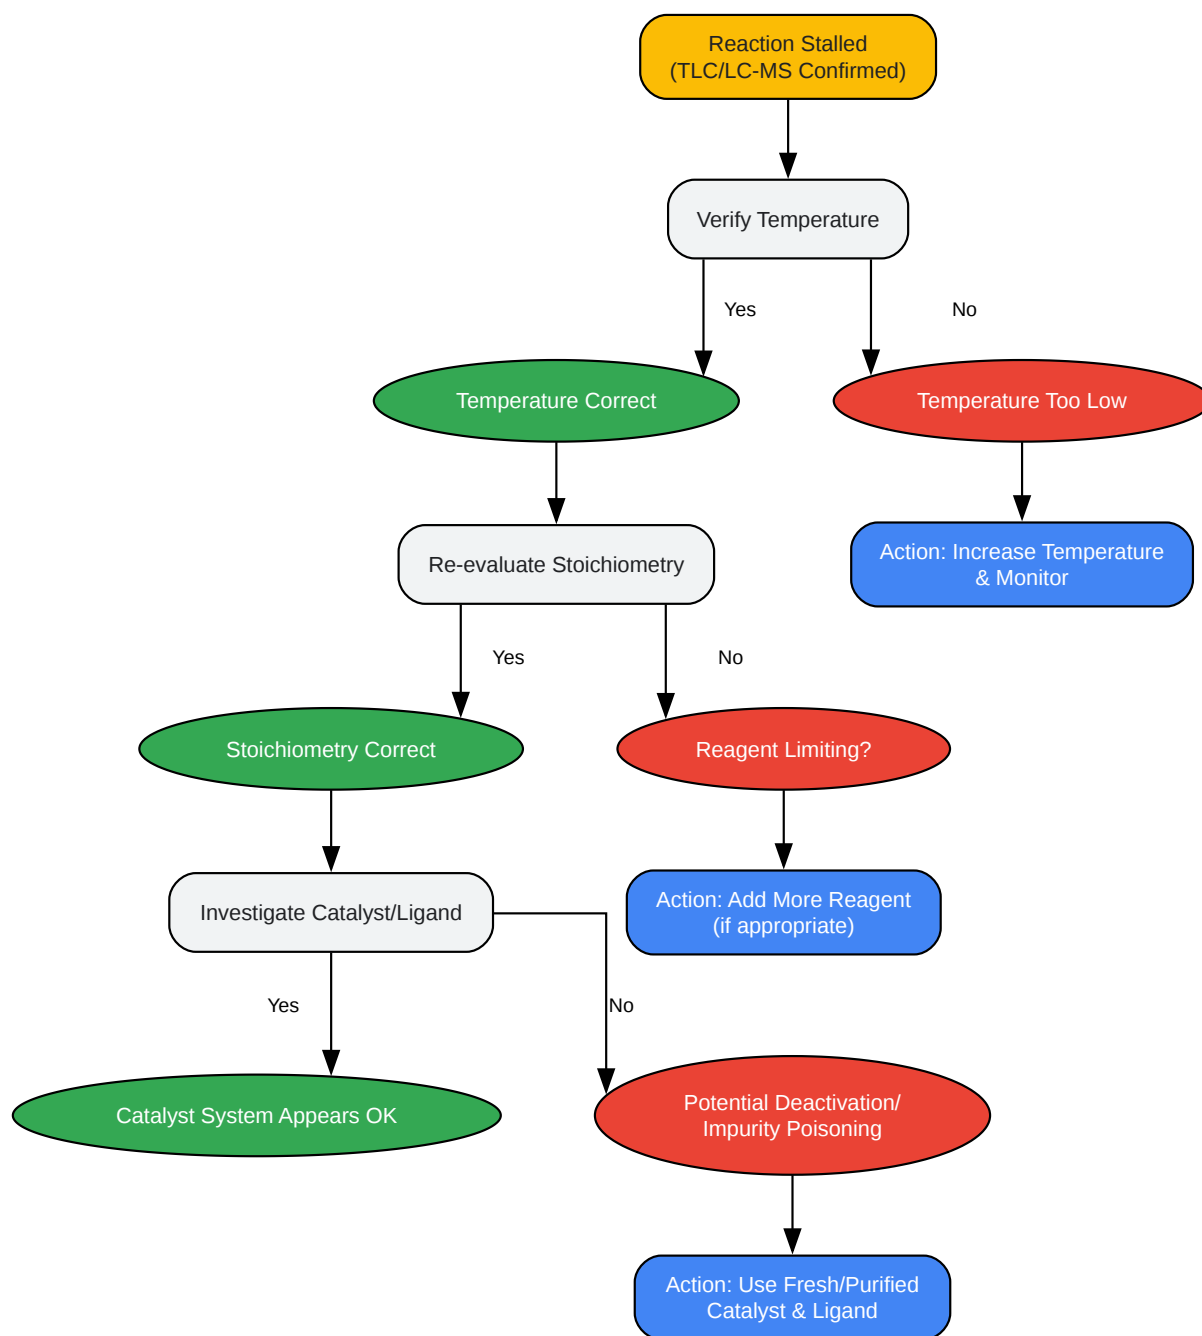 Reaction Stalled
(TLC/LC-MS Confirmed)
Verify Temperature
Yes
No
Temperature Correct
Temperature Too Low
Re-evaluate Stoichiometry
Action: Increase Temperature
& Monitor
Yes
No
Stoichiometry Correct
Reagent Limiting?
Investigate Catalyst/Ligand
Action: Add More Reagent
(if appropriate)
Yes
No
Catalyst System Appears OK
Potential Deactivation/
Impurity Poisoning
Action: Use Fresh/Purified
Catalyst & Ligand